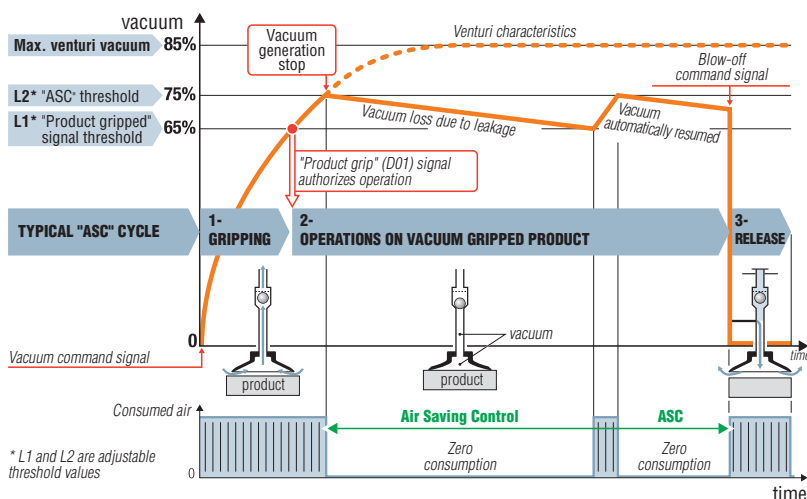 vacuum
Max. venturi vacuum
85%
Vacuum
generation
stop
Venturi characteristics
Blow-off
command signal
L2* "ASC" threshold
75%
L1* "Product gripped"
signal threshold
65%
Vacuum loss due to leakage
Vacuum
automatically resumed
"Product grip" (D01) signal
authorizes operation
TYPICAL "ASC" CYCLE
1-
GRIPPING
2-
OPERATIONS ON VACUUM GRIPPED PRODUCT
3-
RELEASE
vacuum
0
Vacuum command signal
time
product
product
Consumed air
Air Saving Control
ASC
Zero
consumption
Zero
consumption
* L1 and L2 are adjustable
threshold values
0
time